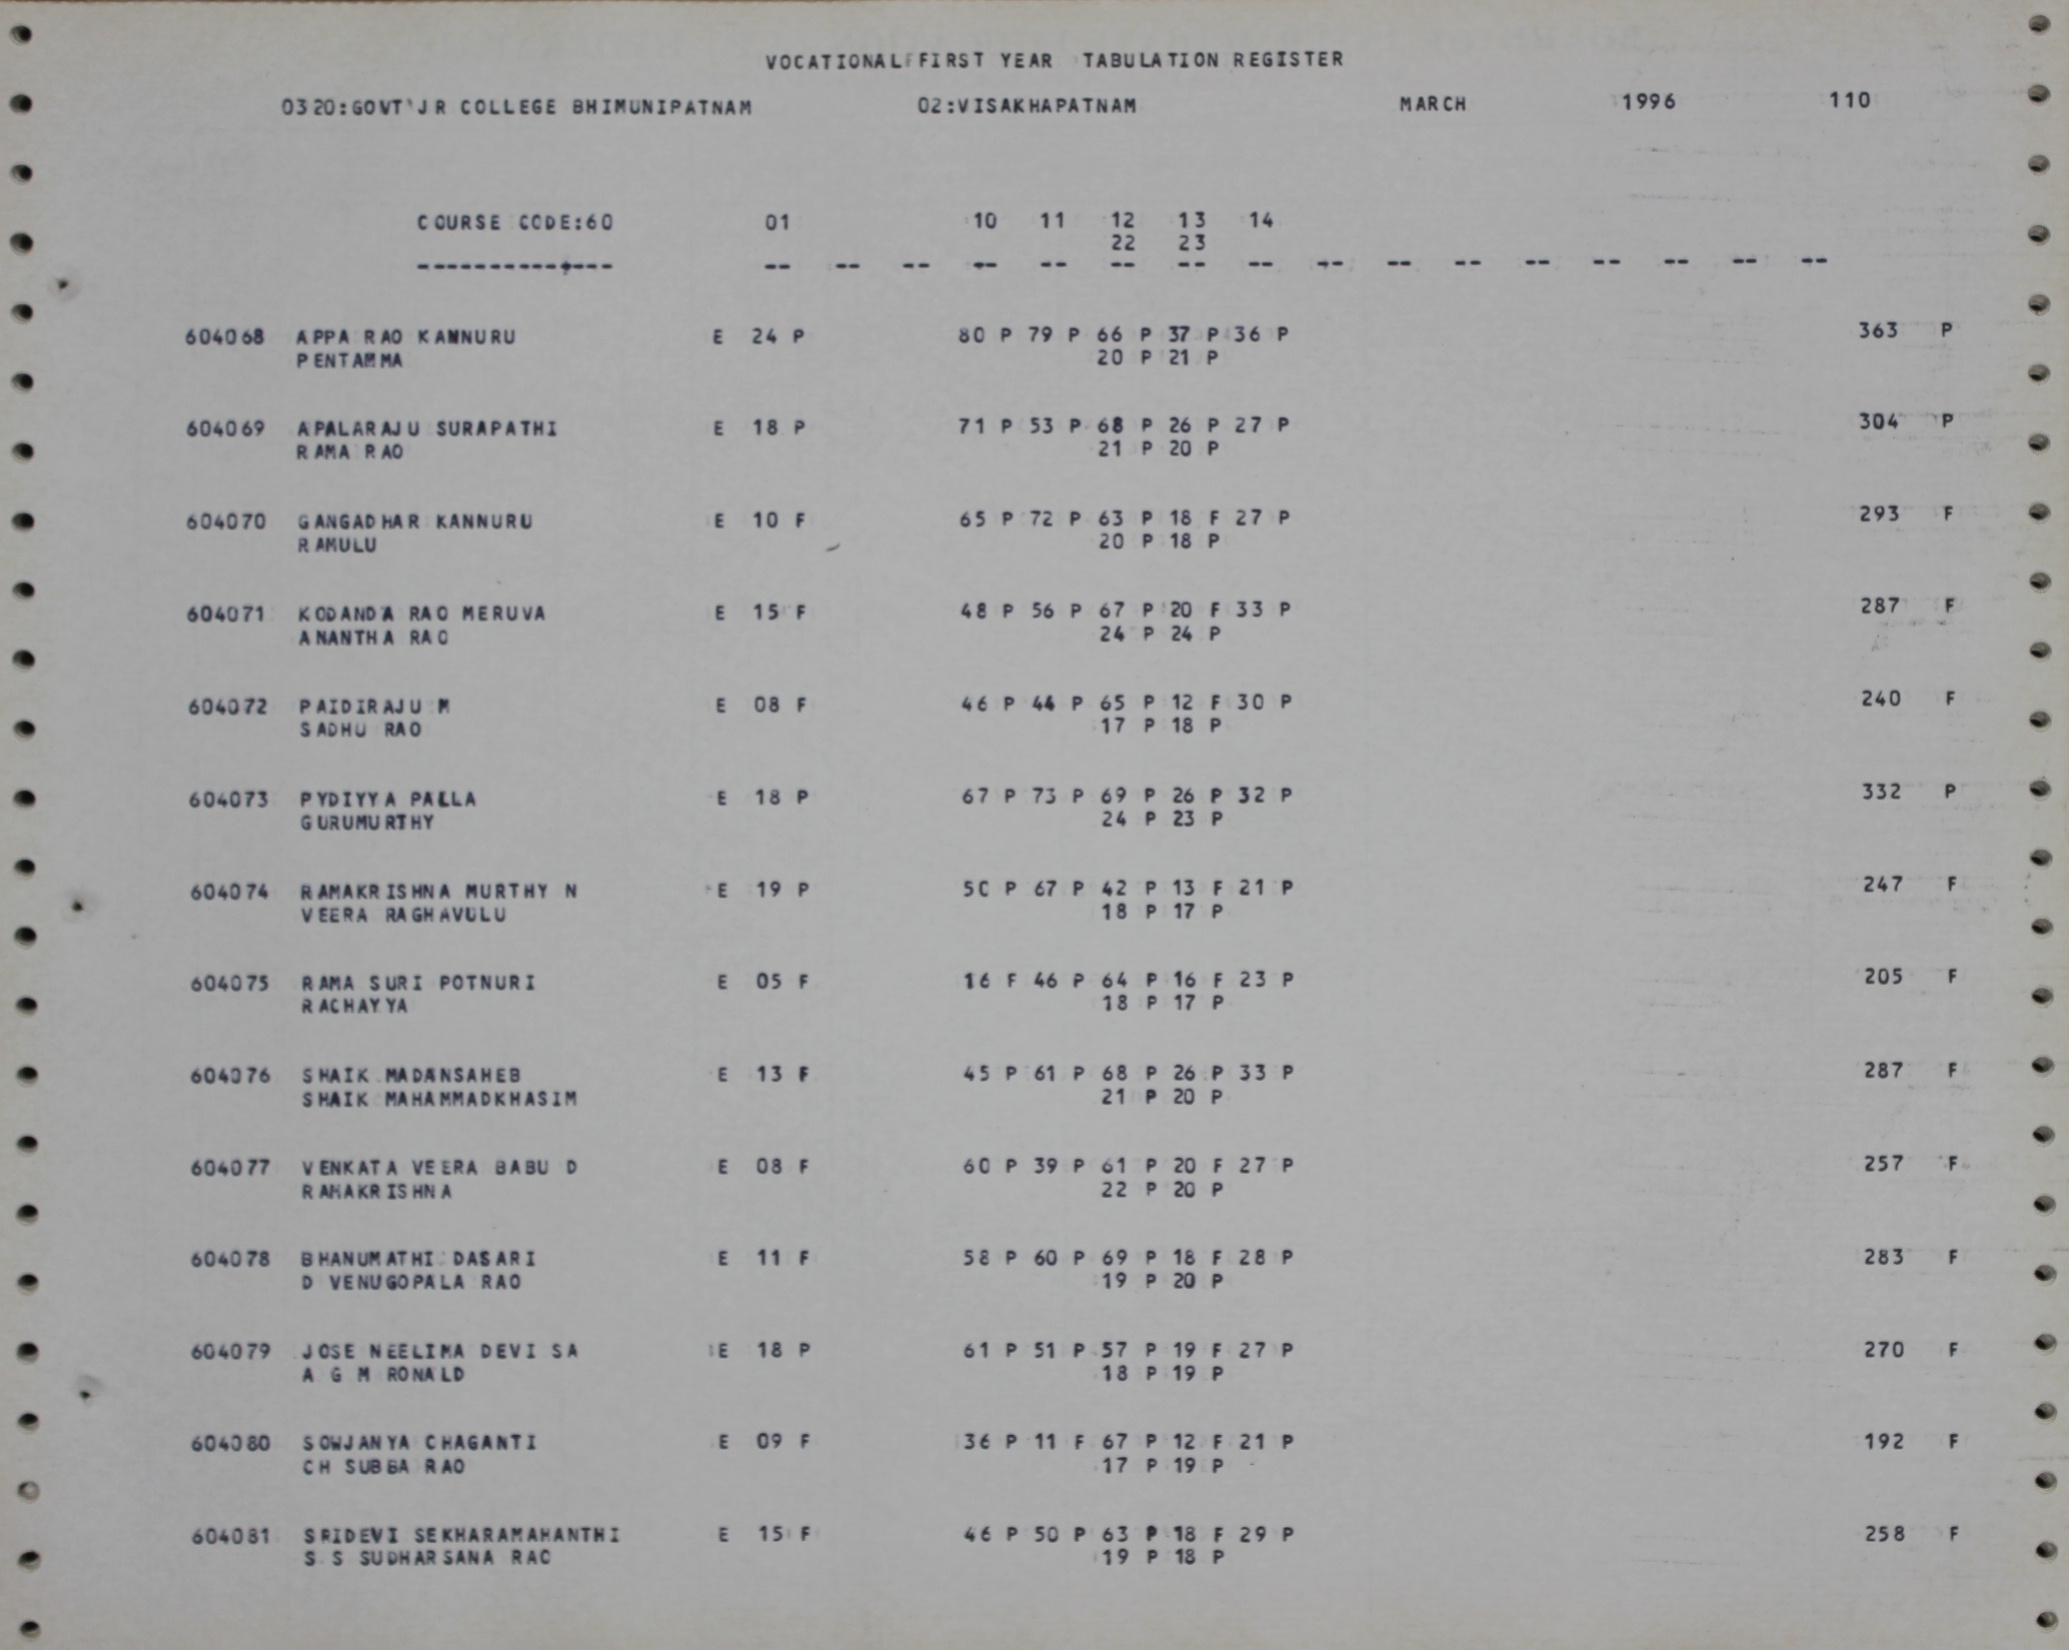 VOCATIONAL FIRST YEAR TABULATION REGISTER
0320:GOVT'JR COLLEGE BHIMUNIPATNAM 02:VISAKHAPATNAM MARCH 1996 110
COURSE CODE:60 01 10 11 12 13 14
22 23
-------------- -- -- -- -- -- -- -- -- -- -- -- -- -- -- -- --
604068 APPA RAO KANNURU E 24 P 80 P 79 P 66 P 37 P 36 P 363 P
PENTAMMA 20 P 21 P
604069 APALARAJU SURAPATHI E 18 P 71 P 53 P 68 P 26 P 27 P 304 P
RAMA RAO 21 P 20 P
604070 GANGADHAR KANNURU E 10 F 65 P 72 P 63 P 18 F 27 P 293 F
RAMULU 20 P 18 P
604071 KODANDA RAO MERUVA E 15 F 48 P 56 P 67 P 20 F 33 P 287 F
ANANTHA RAO 24 P 24 P
604072 PAIDIRAJU M E 08 F 46 P 44 P 65 P 12 F 30 P 240 F
SADHU RAO 17 P 18 P
604073 PYDIYYA PALLA E 18 P 67 P 73 P 69 P 26 P 32 P 332 P
GURUMURTHY 24 P 23 P
604074 RAMAKRISHNA MURTHY N E 19 P 50 P 67 P 42 P 13 F 21 P 247 F
VEERA RAGHAVULU 18 P 17 P
604075 RAMA SURI POTNURI E 05 F 16 F 46 P 64 P 16 F 23 P 205 F
RACHAYYA 18 P 17 P
604076 SHAIK MADANSAHEB E 13 F 45 P 61 P 68 P 26 P 33 P 287 F
SHAIK MAHAMMADKHASIM 21 P 20 P
604077 VENKATA VEERA BABU D E 08 F 60 P 39 P 61 P 20 F 27 P 257 F
RAMAKRISHNA 22 P 20 P
604078 BHANUMATHI DASARI E 11 F 58 P 60 P 69 P 18 F 28 P 283 F
D VENUGOPALA RAO 19 P 20 P
604079 JOSE NEELIMA DEVI SA E 18 P 61 P 51 P 57 P 19 F 27 P 270 F
A G M RONALD 18 P 19 P
604080 SOWJANYA CHAGANTI E 09 F 36 P 11 F 67 P 12 F 21 P 192 F
CH SUBBA RAO 17 P 19 P
604081 SRIDEVI SEKHARAMAHANTHI E 15 F 46 P 50 P 63 P 18 F 29 P 258 F
S S SUDHARSANA RAO 19 P 18 P